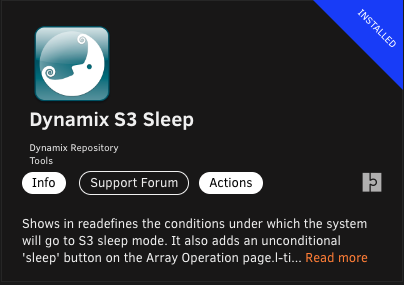 INSTALLED
Dynamix S3 Sleep
Dynamix Repository
Tools
Info
Support Forum
Actions
Shows in readefines the conditions under which the system
will go to S3 sleep mode. It also adds an unconditional
'sleep' button on the Array Operation page.l-ti... Read more